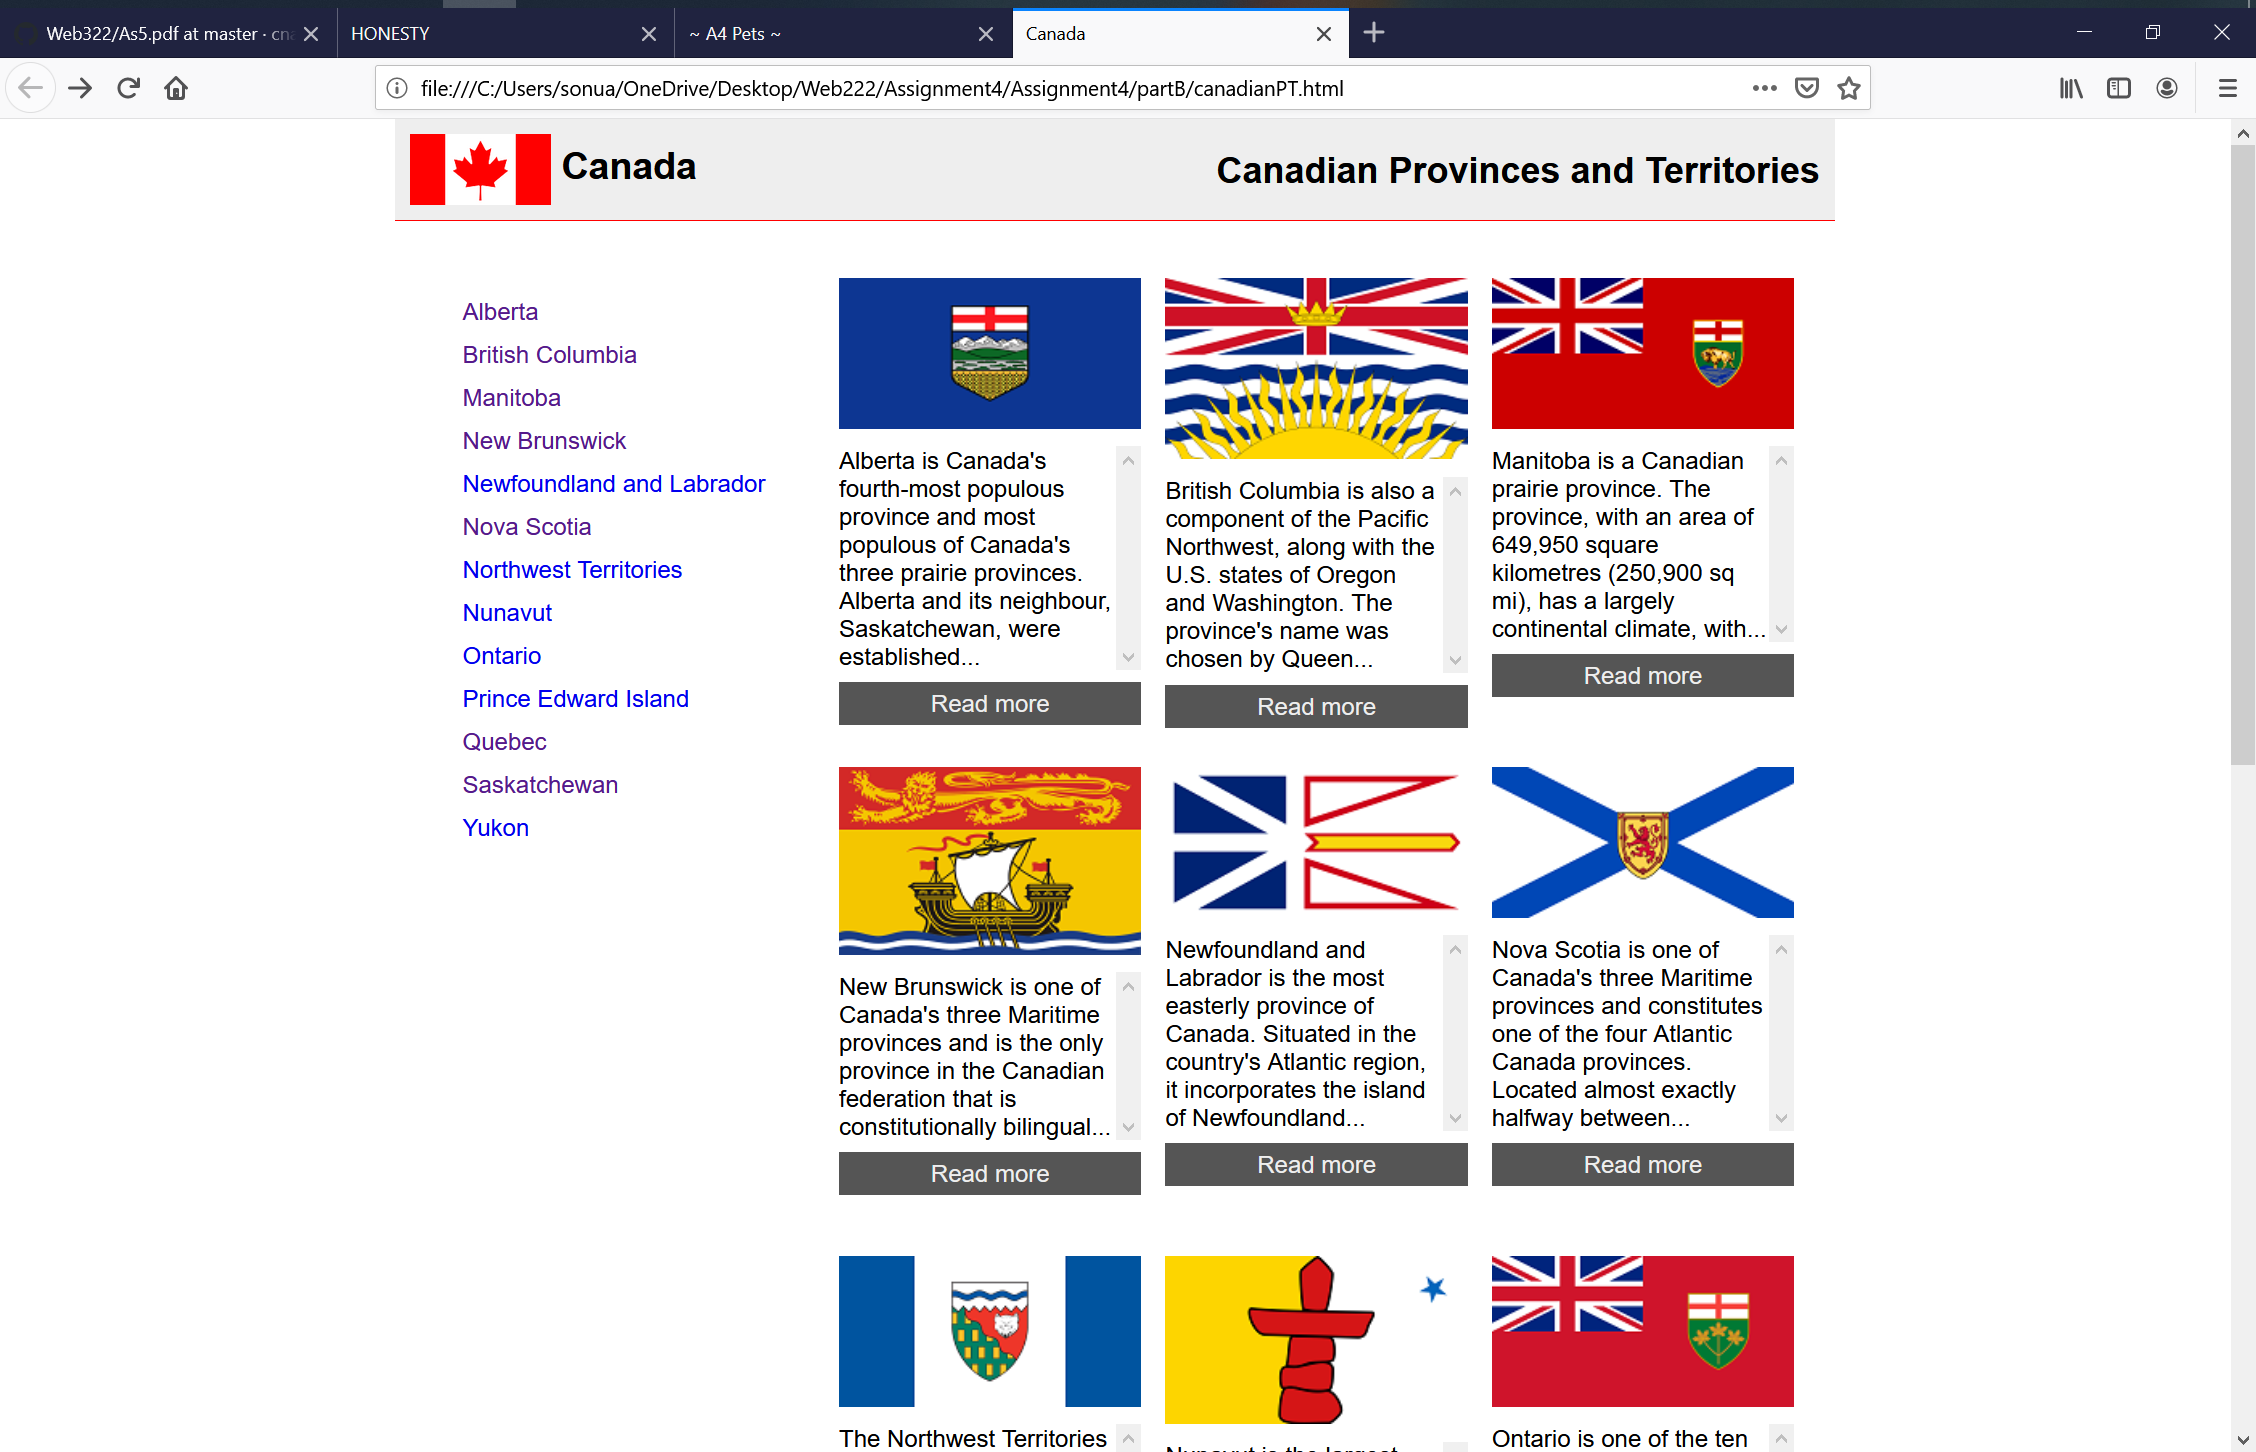 Web322/As5.pdf at master · cna
HONESTY
~ A4 Pets ~
Canada
file:///C:/Users/sonua/OneDrive/Desktop/Web222/Assignment4/Assignment4/partB/canadianPT.html
Canada
Canadian Provinces and Territories
Alberta
British Columbia
Manitoba
New Brunswick
Newfoundland and Labrador
Nova Scotia
Northwest Territories
Nunavut
Ontario
Prince Edward Island
Quebec
Saskatchewan
Yukon
Alberta is Canada's
fourth-most populous
province and most
populous of Canada's
three prairie provinces.
Alberta and its neighbour,
Saskatchewan, were
established...
Read more
British Columbia is also a
component of the Pacific
Northwest, along with the
U.S. states of Oregon
and Washington. The
province's name was
chosen by Queen...
Read more
Manitoba is a Canadian
prairie province. The
province, with an area of
649,950 square
kilometres (250,900 sq
mi), has a largely
continental climate, with...
Read more
New Brunswick is one of
Canada's three Maritime
provinces and is the only
province in the Canadian
federation that is
constitutionally bilingual...
Read more
Newfoundland and
Labrador is the most
easterly province of
Canada. Situated in the
country's Atlantic region,
it incorporates the island
of Newfoundland...
Read more
Nova Scotia is one of
Canada's three Maritime
provinces and constitutes
one of the four Atlantic
Canada provinces.
Located almost exactly
halfway between...
Read more
The Northwest Territories
Nunavut is the largest
Ontario is one of the ten